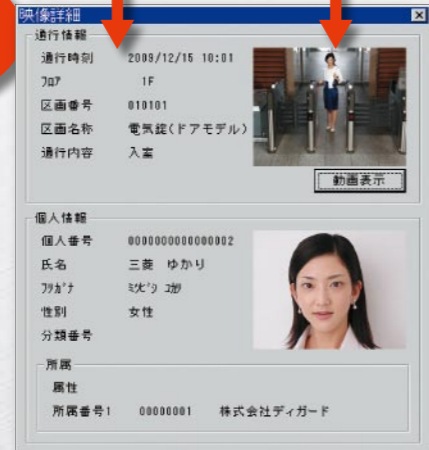 映像詳細
通行情報
通行時刻 2009/12/15 10:01
フロア 1F
区画番号 010101
区画名称 電気錠(ドアモデル)
通行内容 入室
動画表示
個人情報
個人番号 0000000000000002
氏名 三菱 ゆかり
フリガナ ミツビシ ユカリ
性別 女性
分類番号
所属
属性
所属番号1 00000001 株式会社ディガード